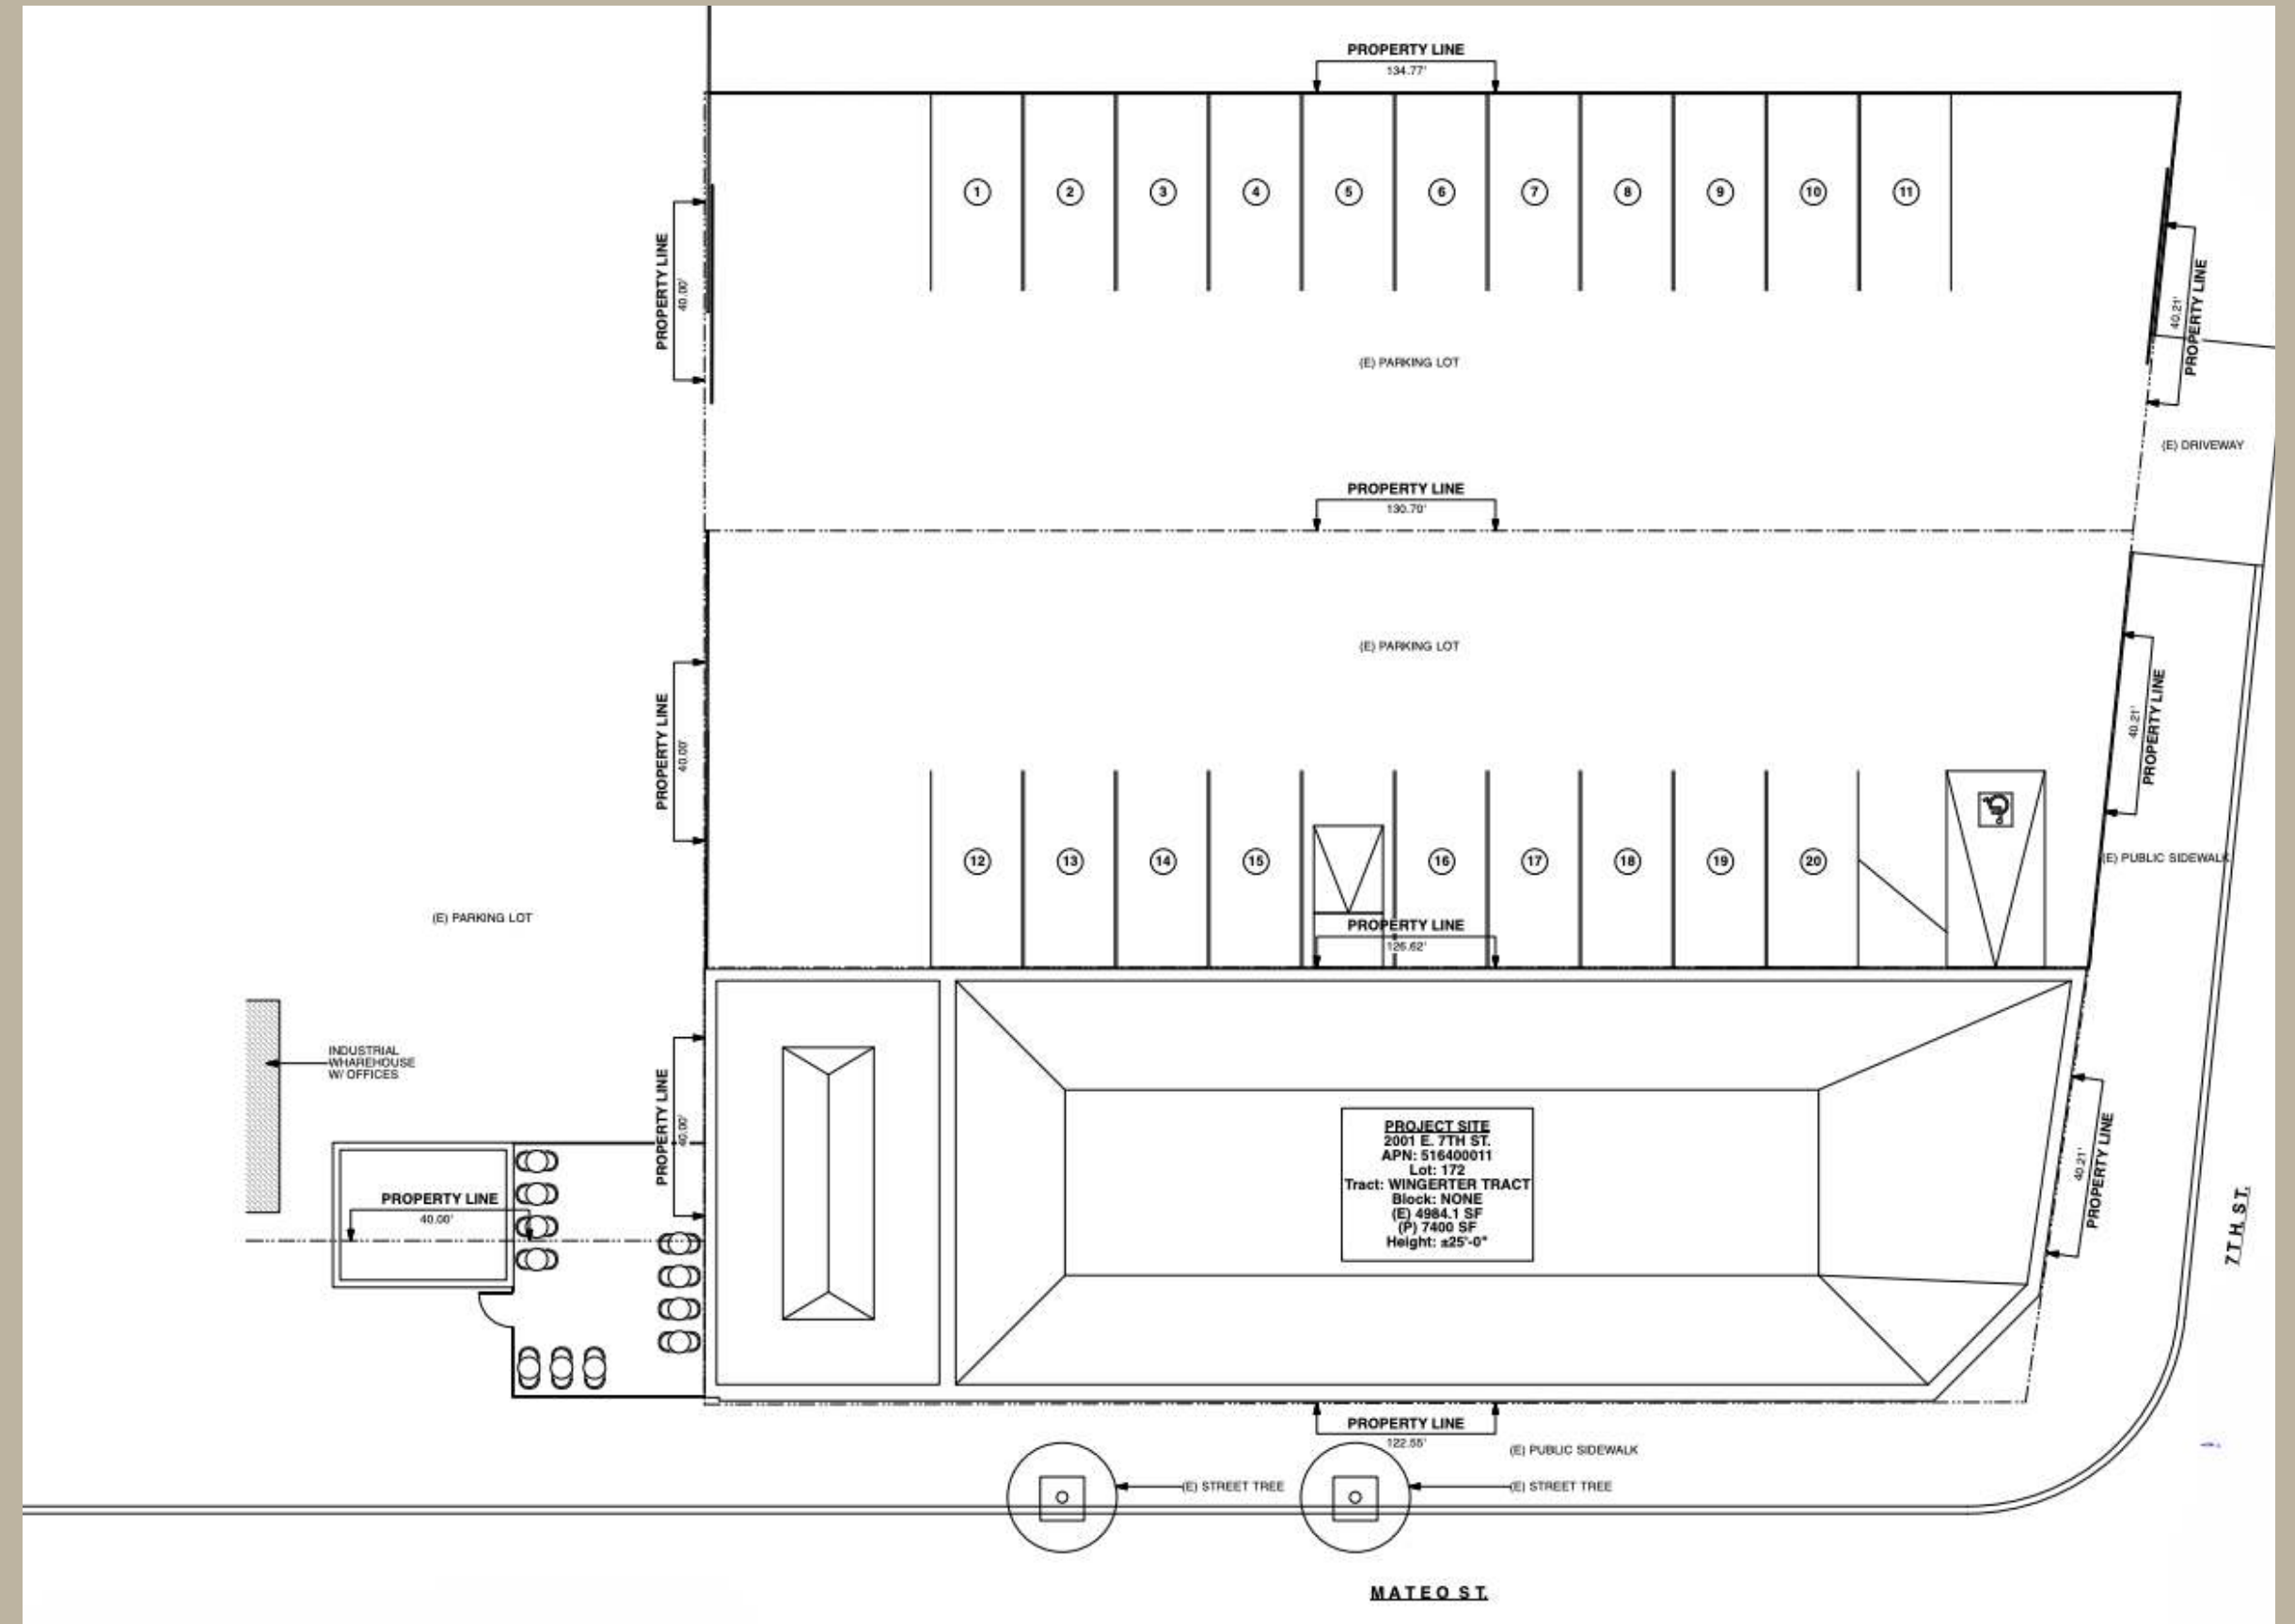 PROPERTY LINE
134.77'
1
2
3
4
5
6
7
8
9
10
11
PROPERTY LINE
40.00'
PROPERTY LINE
40.21'
(E) PARKING LOT
(E) DRIVEWAY
PROPERTY LINE
130.70'
(E) PARKING LOT
PROPERTY LINE
40.00'
PROPERTY LINE
40.21'
12
13
14
15
16
17
18
19
20
(E) PUBLIC SIDEWALK
(E) PARKING LOT
PROPERTY LINE
126.62'
INDUSTRIAL
WHAREHOUSE
W/ OFFICES
PROPERTY LINE
40.00'
PROPERTY LINE
40.00'
PROJECT SITE
2001 E. 7TH ST.
APN: 516400011
Lot: 172
Tract: WINGERTER TRACT
Block: NONE
(E) 4984.1 SF
(P) 7400 SF
Height: ±25'-0"
PROPERTY LINE
40.21'
7TH. ST.
PROPERTY LINE
122.55'
(E) PUBLIC SIDEWALK
(E) STREET TREE
(E) STREET TREE
MATEO ST.